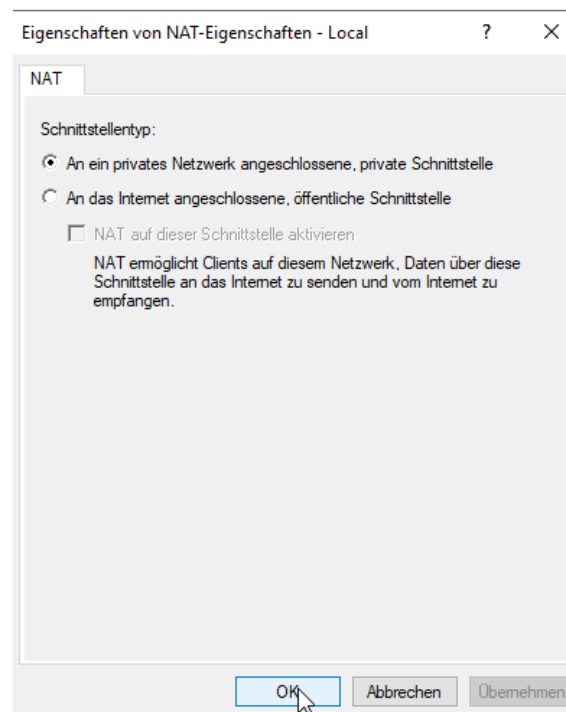 Eigenschaften von NAT-Eigenschaften - Local ? ✕
NAT
Schnittstellentyp:
An ein privates Netzwerk angeschlossene, private Schnittstelle
An das Internet angeschlossene, öffentliche Schnittstelle
NAT auf dieser Schnittstelle aktivieren
NAT ermöglicht Clients auf diesem Netzwerk, Daten über diese
Schnittstelle an das Internet zu senden und vom Internet zu
empfangen.
OK Abbrechen Übernehmen